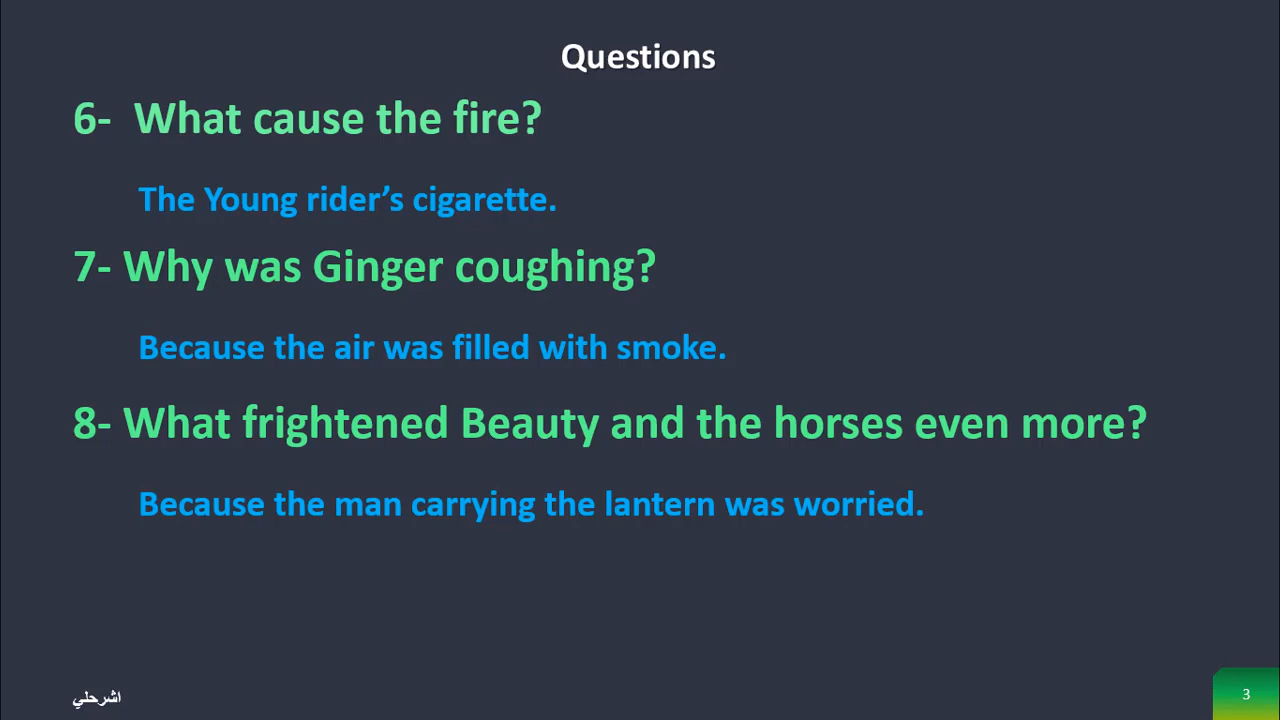 Questions
6- What cause the fire?
The Young rider’s cigarette.
7- Why was Ginger coughing?
Because the air was filled with smoke.
8- What frightened Beauty and the horses even more?
Because the man carrying the lantern was worried.
اشرحلي
3